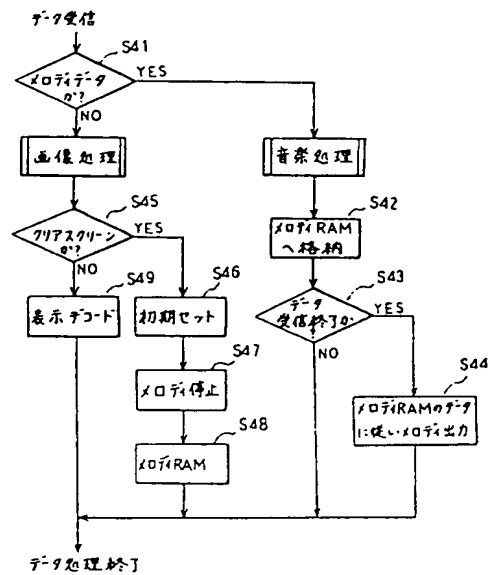 データ受信
S41
メロディデータ
か?
YES
NO
画像処理
音楽処理
S45
クリアスクリーン
か?
YES
NO
S42
メロディRAM
へ格納
S49
表示デコード
S46
初期セット
S43
データ
受信終了か
YES
NO
S47
メロディ停止
S44
メロディRAMのデータ
に従いメロディ出力
S48
メロディRAM
データ処理終了